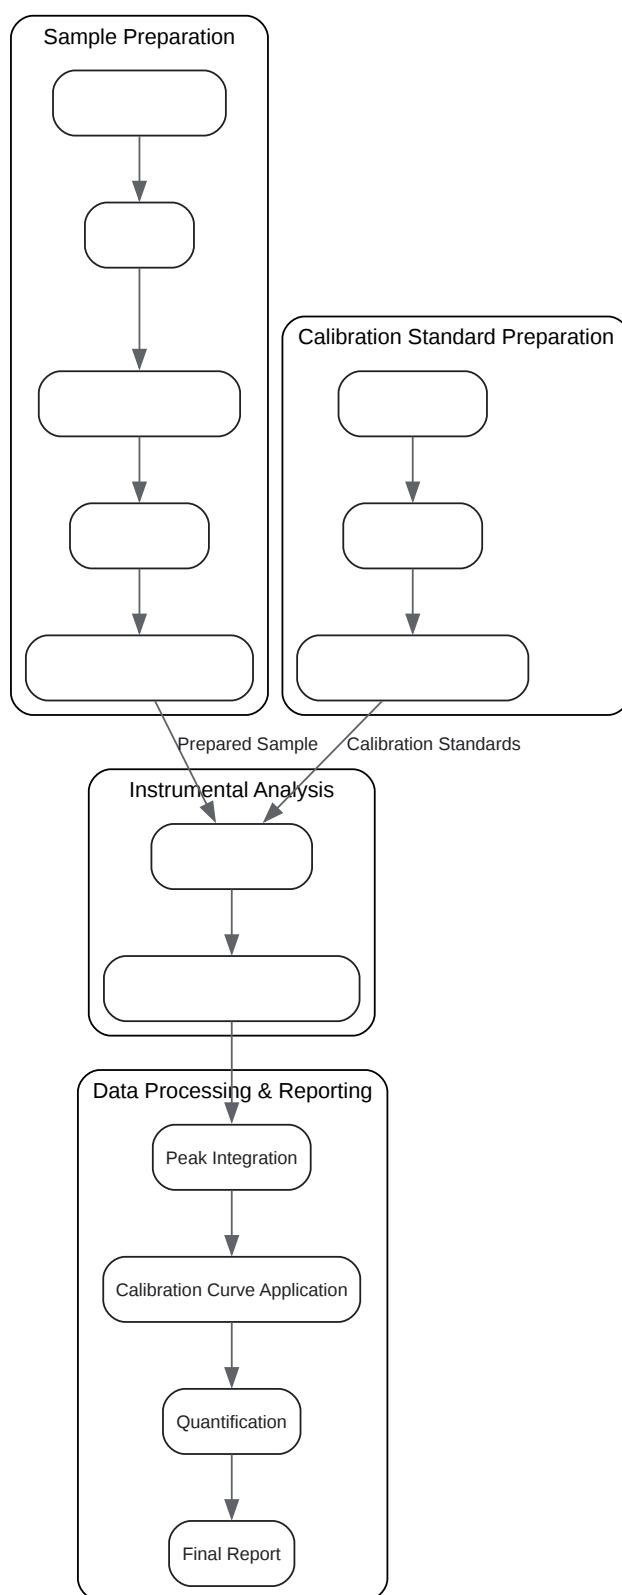 Sample Preparation
Calibration Standard Preparation
Prepared Sample
Calibration Standards
Instrumental Analysis
Data Processing & Reporting
Peak Integration
Calibration Curve Application
Quantification
Final Report